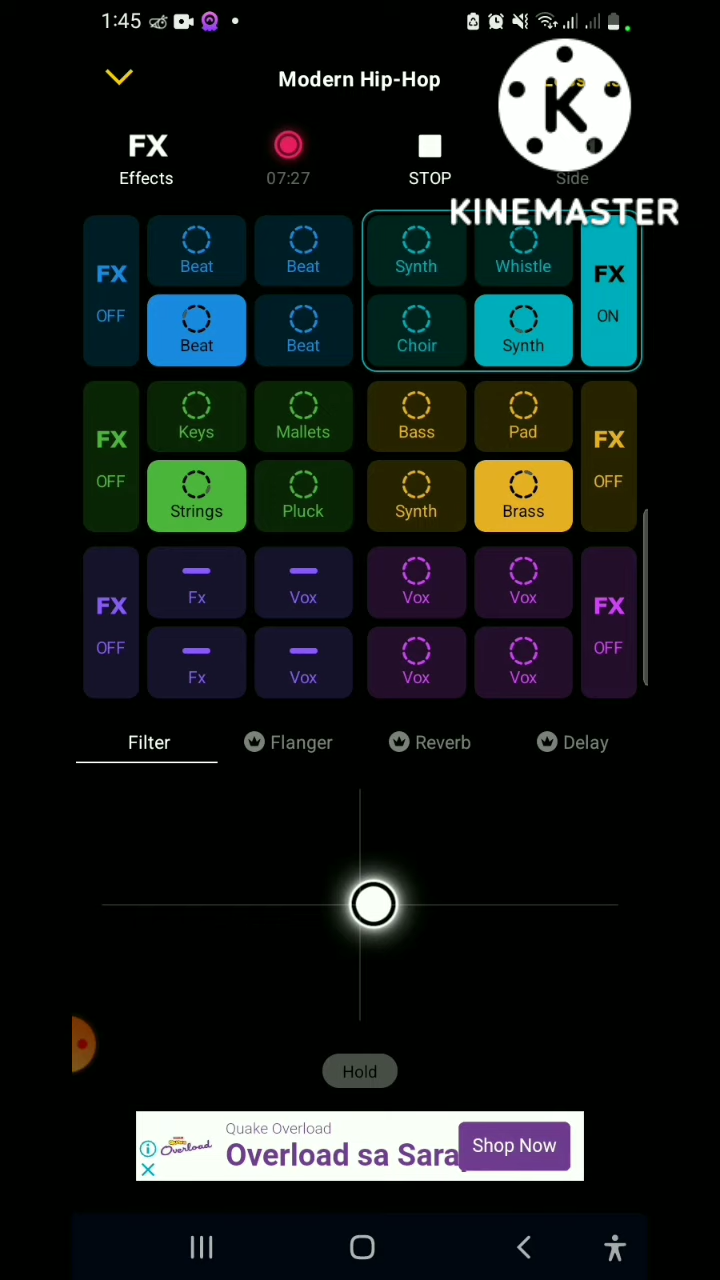 1:45
Modern Hip-Hop
K
KINEMASTER
FX
Effects
07:27
STOP
Side
FX
OFF
Beat
Beat
Beat
Beat
Synth
Whistle
Choir
Synth
FX
ON
FX
OFF
Keys
Mallets
Strings
Pluck
Bass
Pad
Synth
Brass
FX
OFF
FX
OFF
Fx
Vox
Fx
Vox
Vox
Vox
Vox
Vox
FX
OFF
Filter
Flanger
Reverb
Delay
Hold
Quake Overload
Overload
Overload sa Sara
Shop Now